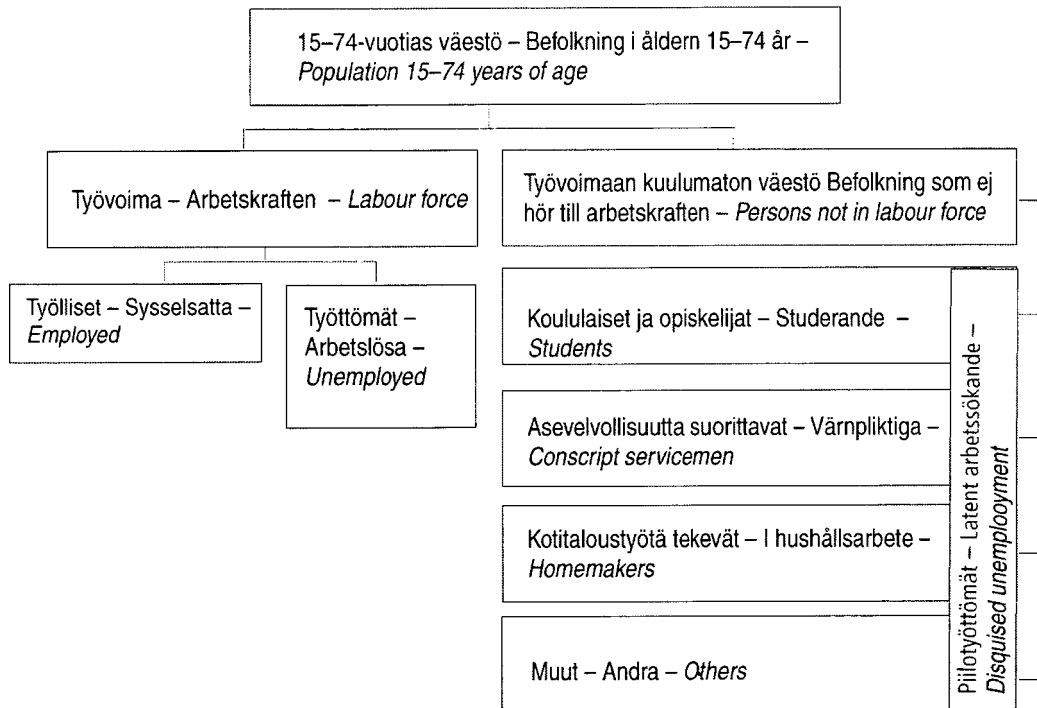 15–74-vuotias väestö – Befolkning i åldern 15–74 år –
Population 15–74 years of age
Työvoima – Arbetskraften – Labour force
Työvoimaan kuulumaton väestö Befolkning som ej
hör till arbetskraften – Persons not in labour force
Työlliset – Sysselsatta –
Employed
Työttömät –
Arbetslösa –
Unemployed
Koululaiset ja opiskelijat – Studerande –
Students
Asevelvollisuutta suorittavat – Värnpliktiga –
Conscript servicemen
Kotitaloustyötä tekevät – I hushållsarbete –
Homemakers
Muut – Andra – Others
Piilotyöttömät – Latent arbetssökande –
Disquised unemplooyment